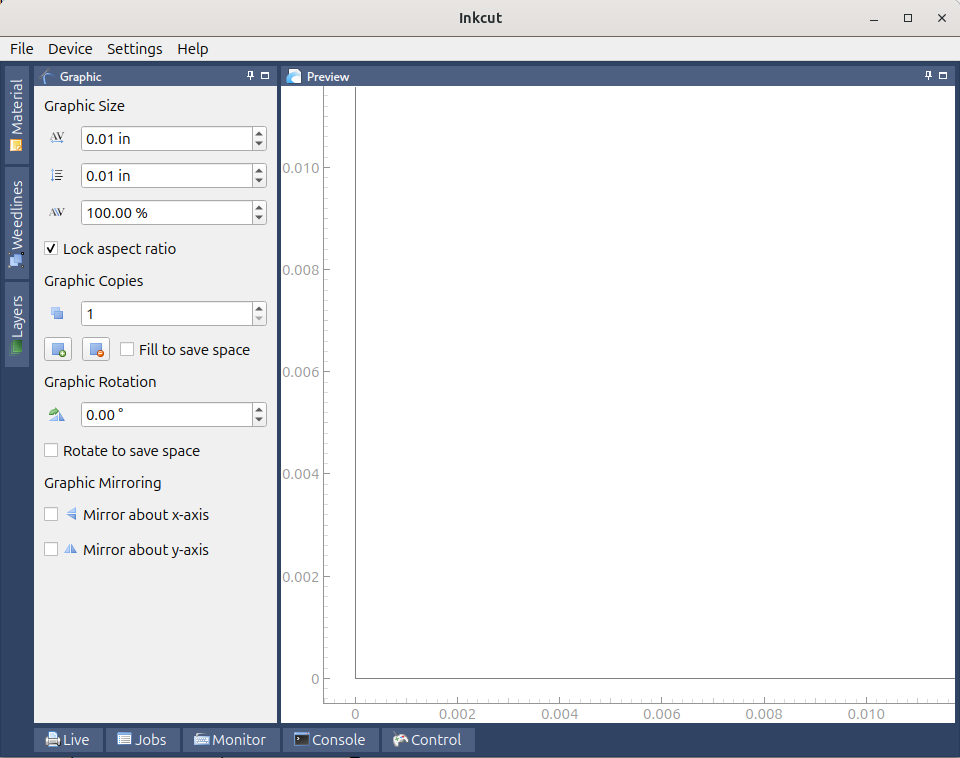 Inkcut
File Device Settings Help
Material
Weedlines
Layers
Graphic
Graphic Size
0.01 in
0.01 in
100.00 %
Lock aspect ratio
Graphic Copies
1
Fill to save space
Graphic Rotation
0.00 °
Rotate to save space
Graphic Mirroring
Mirror about x-axis
Mirror about y-axis
Preview
0.010
0.008
0.006
0.004
0.002
0
0 0.002 0.004 0.006 0.008 0.010
Live Jobs Monitor Console Control